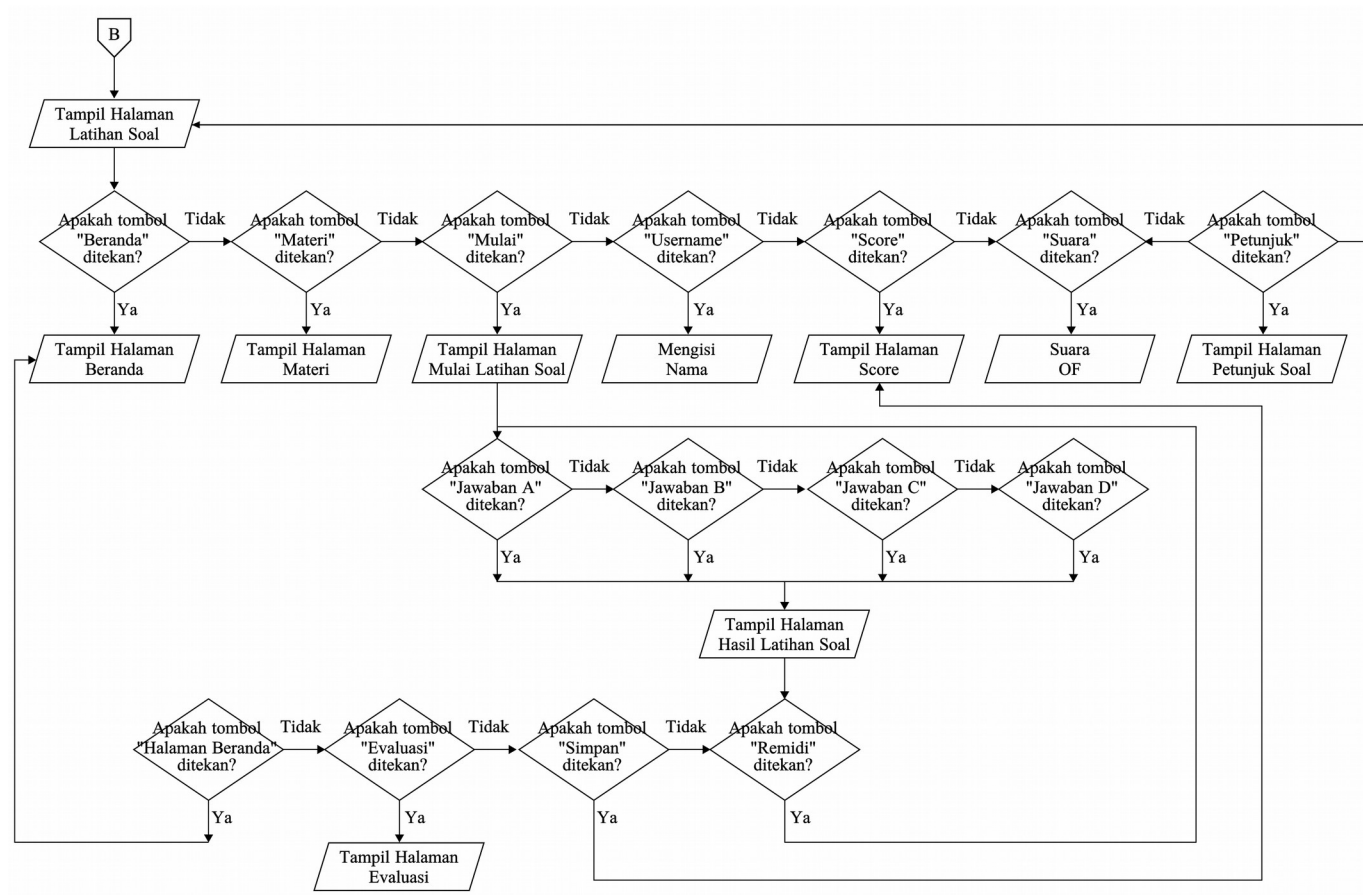 B
Tampil Halaman
Latihan Soal
Apakah tombol
"Beranda"
ditekan?
Tidak
Apakah tombol
"Materi"
ditekan?
Tidak
Apakah tombol
"Mulai"
ditekan?
Tidak
Apakah tombol
"Username"
ditekan?
Tidak
Apakah tombol
"Score"
ditekan?
Tidak
Apakah tombol
"Suara"
ditekan?
Tidak
Apakah tombol
"Petunjuk"
ditekan?
Ya
Ya
Ya
Ya
Ya
Ya
Ya
Tampil Halaman
Beranda
Tampil Halaman
Materi
Tampil Halaman
Mulai Latihan Soal
Mengisi
Nama
Tampil Halaman
Score
Suara
OF
Tampil Halaman
Petunjuk Soal
Apakah tombol
"Jawaban A"
ditekan?
Tidak
Apakah tombol
"Jawaban B"
ditekan?
Tidak
Apakah tombol
"Jawaban C"
ditekan?
Tidak
Apakah tombol
"Jawaban D"
ditekan?
Ya
Ya
Ya
Ya
Tampil Halaman
Hasil Latihan Soal
Apakah tombol
"Halaman Beranda"
ditekan?
Tidak
Apakah tombol
"Evaluasi"
ditekan?
Tidak
Apakah tombol
"Simpan"
ditekan?
Tidak
Apakah tombol
"Remidi"
ditekan?
Ya
Ya
Ya
Ya
Tampil Halaman
Evaluasi